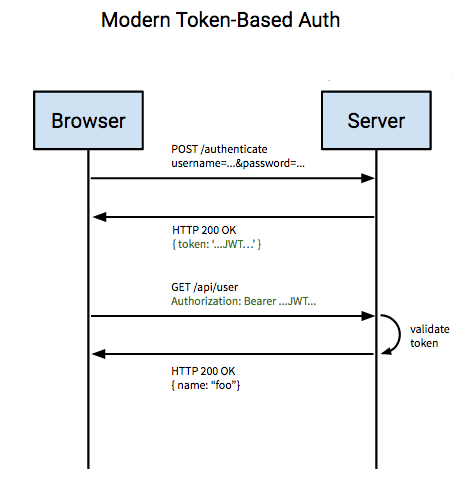 Modern Token-Based Auth
Browser
Server
POST /authenticate
username=...&password=...
HTTP 200 OK
{ token: ‘...JWT...’ }
GET /api/user
Authorization: Bearer ...JWT...
validate
token
HTTP 200 OK
{ name: “foo”}